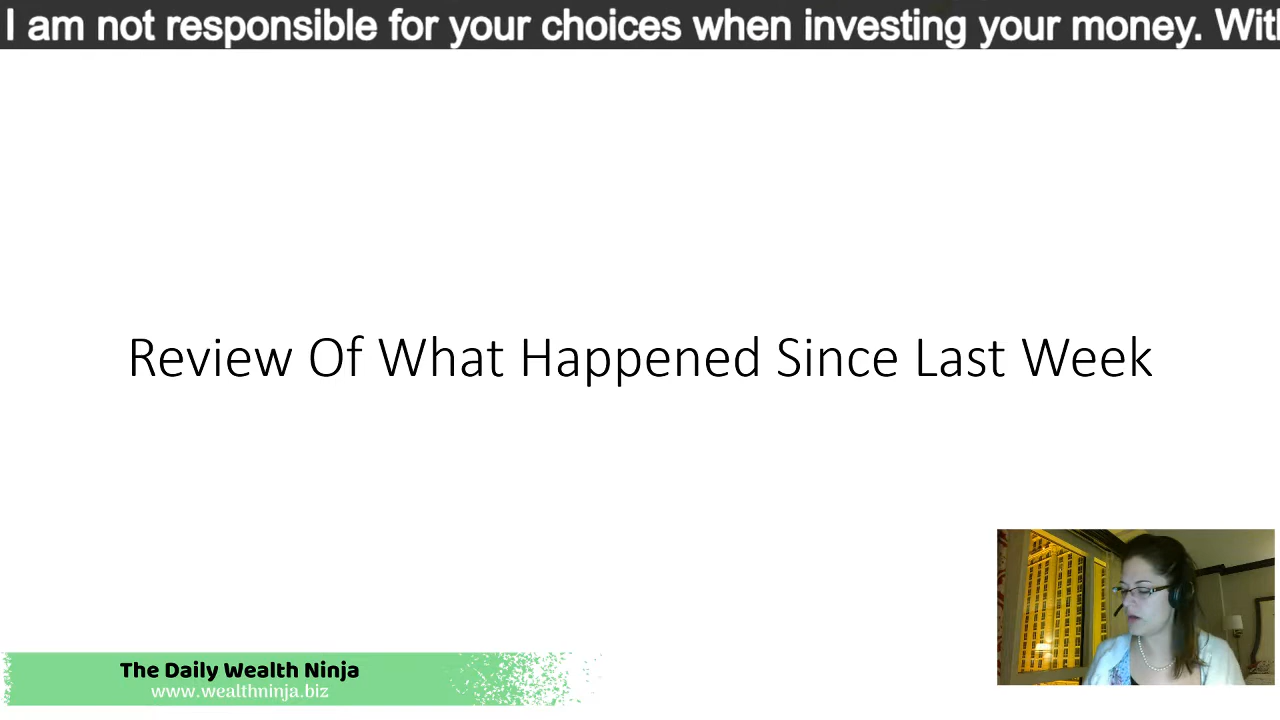 I am not responsible for your choices when investing your money.
Review Of What Happened Since Last Week
The Daily Wealth Ninja
www.wealthninja.biz